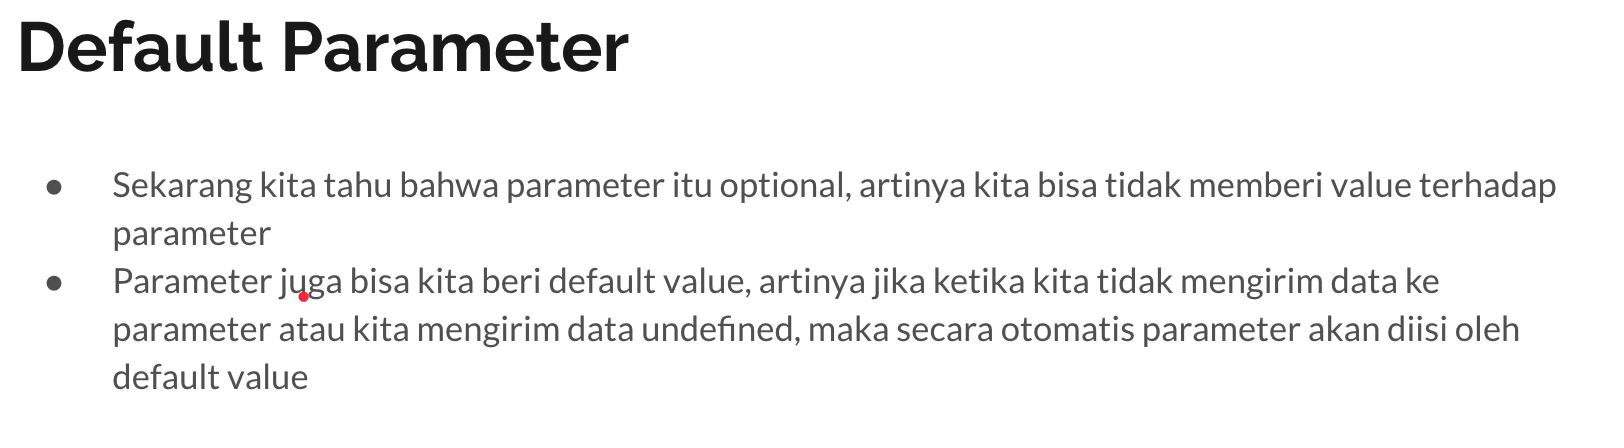 Default Parameter
● Sekarang kita tahu bahwa parameter itu optional, artinya kita bisa tidak memberi value terhadap
parameter
● Parameter juga bisa kita beri default value, artinya jika ketika kita tidak mengirim data ke
parameter atau kita mengirim data undefined, maka secara otomatis parameter akan diisi oleh
default value